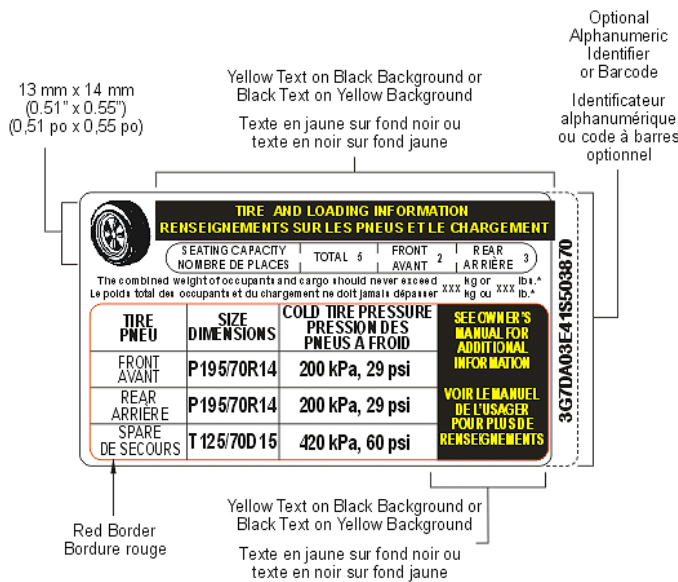 Optional
Alphanumeric
Identifier
or Barcode
Identificateur
alphanumérique
ou code à barres
optionnel
Yellow Text on Black Background or
Black Text on Yellow Background
Texte en jaune sur fond noir ou
texte en noir sur fond jaune
13 mm x 14 mm
(0.51" x 0.55")
(0,51 po x 0,55 po)
TIRE AND LOADING INFORMATION
RENSEIGNEMENTS SUR LES PNEUS ET LE CHARGEMENT
SEATING CAPACITY
NOMBRE DE PLACES
TOTAL 5
FRONT
AVANT 2
REAR
ARRIÈRE 3
The combined weight of occupants and cargo should never exceed xxx kg or xxx lbs.*
Le poids total des occupants et du chargement ne doit jamais dépasser xxx kg ou xxx lb.*
TIRE
PNEU
SIZE
DIMENSIONS
COLD TIRE PRESSURE
PRESSION DES
PNEUS À FROID
FRONT
AVANT
P195/70R14
200 kPa, 29 psi
REAR
ARRIÈRE
P195/70R14
200 kPa, 29 psi
SPARE
DE SECOURS
T125/70D15
420 kPa, 60 psi
SEE OWNER'S
MANUAL FOR
ADDITIONAL
INFORMATION
VOIR LE MANUEL
DE L'USAGER
POUR PLUS DE
RENSEIGNEMENTS
3G7DA03E41S503870
Red Border
Bordure rouge
Yellow Text on Black Background or
Black Text on Yellow Background
Texte en jaune sur fond noir ou
texte en noir sur fond jaune